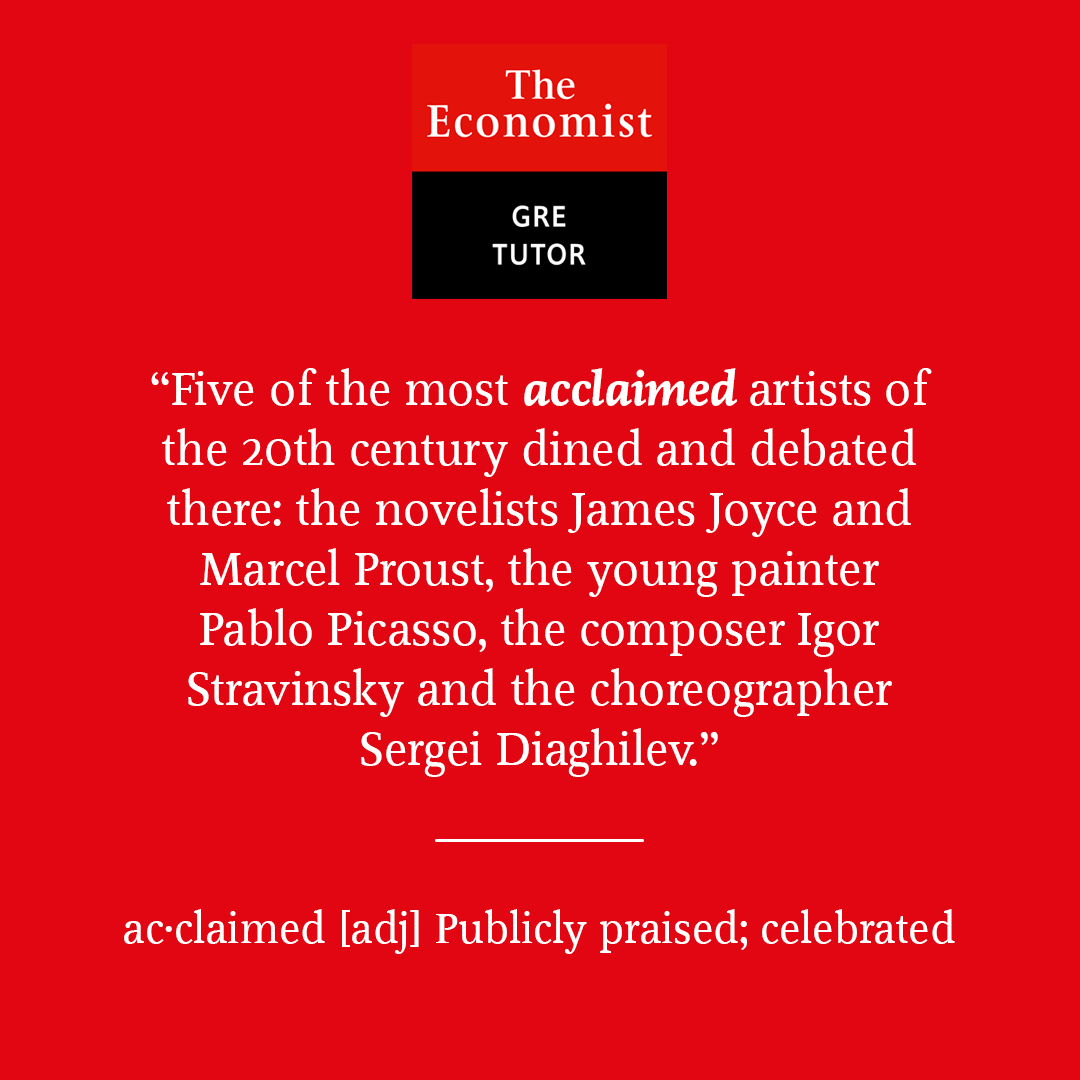 The
Economist
GRE
TUTOR
“Five of the most acclaimed artists of
the 20th century dined and debated
there: the novelists James Joyce and
Marcel Proust, the young painter
Pablo Picasso, the composer Igor
Stravinsky and the choreographer
Sergei Diaghilev.”
ac·claimed [adj] Publicly praised; celebrated